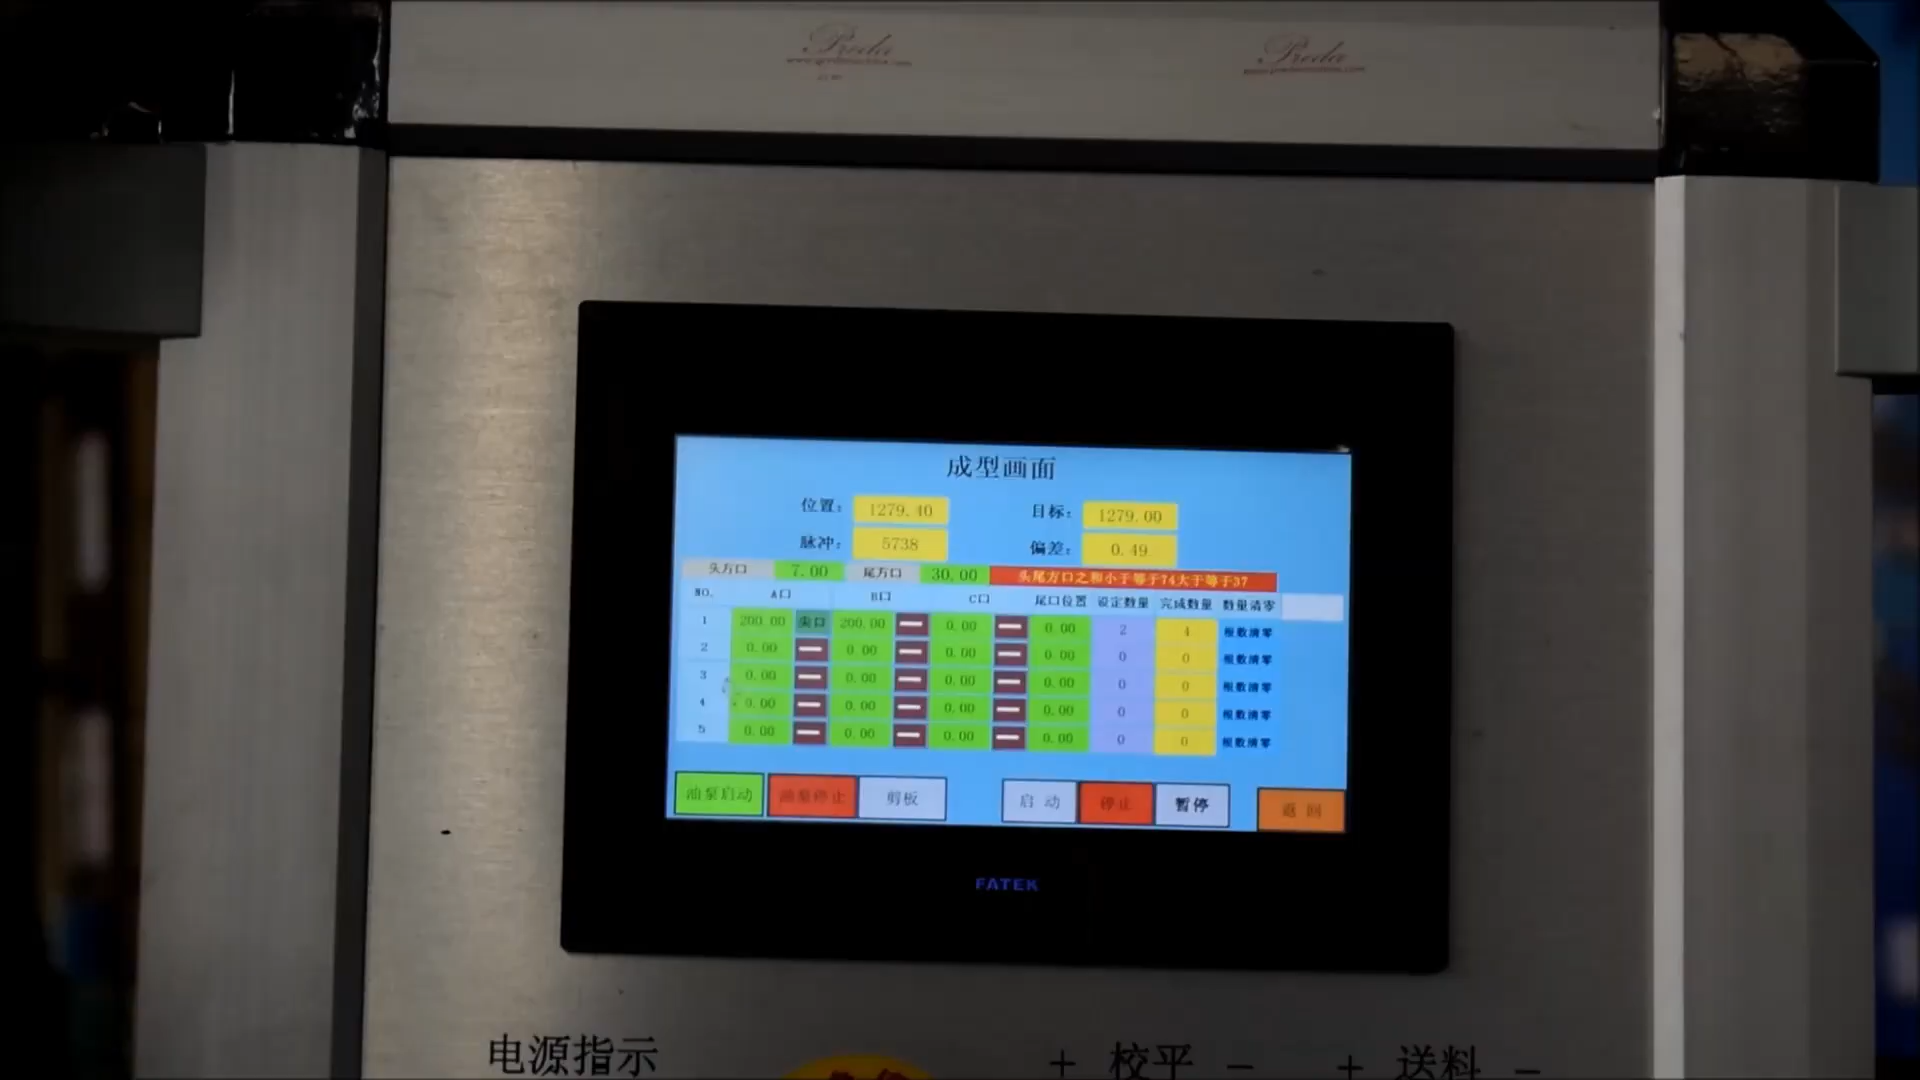 Preda Preda
成型画面
位置: 1279.40 目标: 1279.00
脉冲: 5738 偏差: 0.49
头方口 7.00 尾方口 30.00 头尾方口之和小于等于74大于等于37
NO. A口 B口 C口 尾口位置 设定数量 完成数量 数量清零
1 200.00 尖口 200.00 — 0.00 — 0.00 2 4 根数清零
2 0.00 — 0.00 — 0.00 — 0.00 0 0 根数清零
3 0.00 — 0.00 — 0.00 — 0.00 0 0 根数清零
4 0.00 — 0.00 — 0.00 — 0.00 0 0 根数清零
5 0.00 — 0.00 — 0.00 — 0.00 0 0 根数清零
油泵启动 油泵停止 剪板 启动 停止 暂停 返回
FATEK
电源指示 + 校平 − + 送料 −